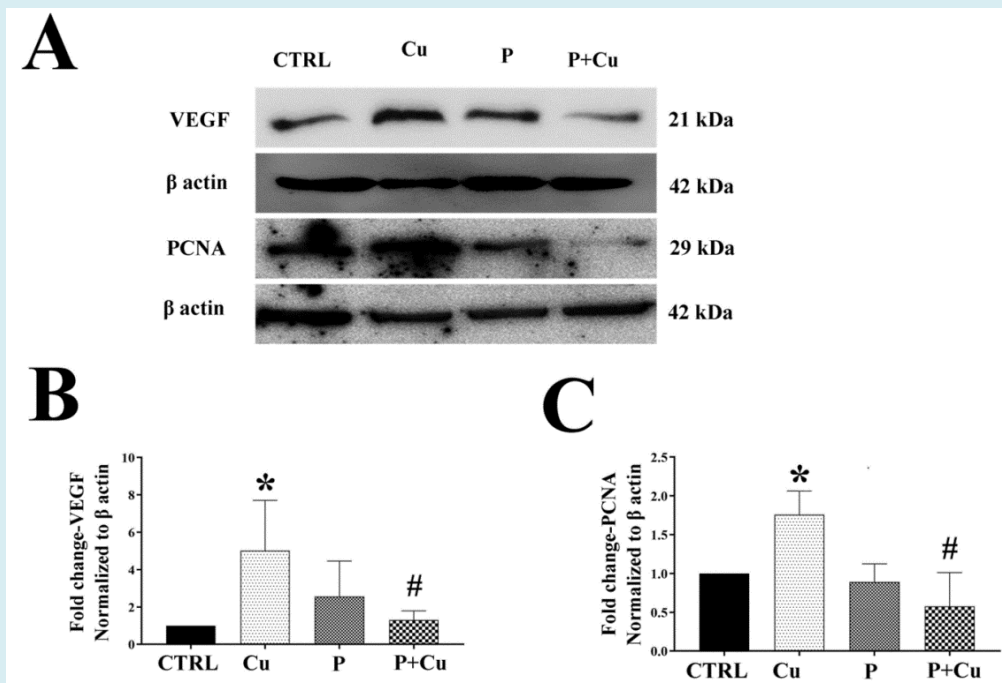 A
CTRL Cu P P+Cu
VEGF 21 kDa
β actin 42 kDa
PCNA 29 kDa
β actin 42 kDa
B
Fold change-VEGF
Normalized to β actin
10
8
6
4
2
0
*
#
CTRL Cu P P+Cu
C
Fold change-PCNA
Normalized to β actin
2.5
2.0
1.5
1.0
0.5
0.0
*
#
CTRL Cu P P+Cu